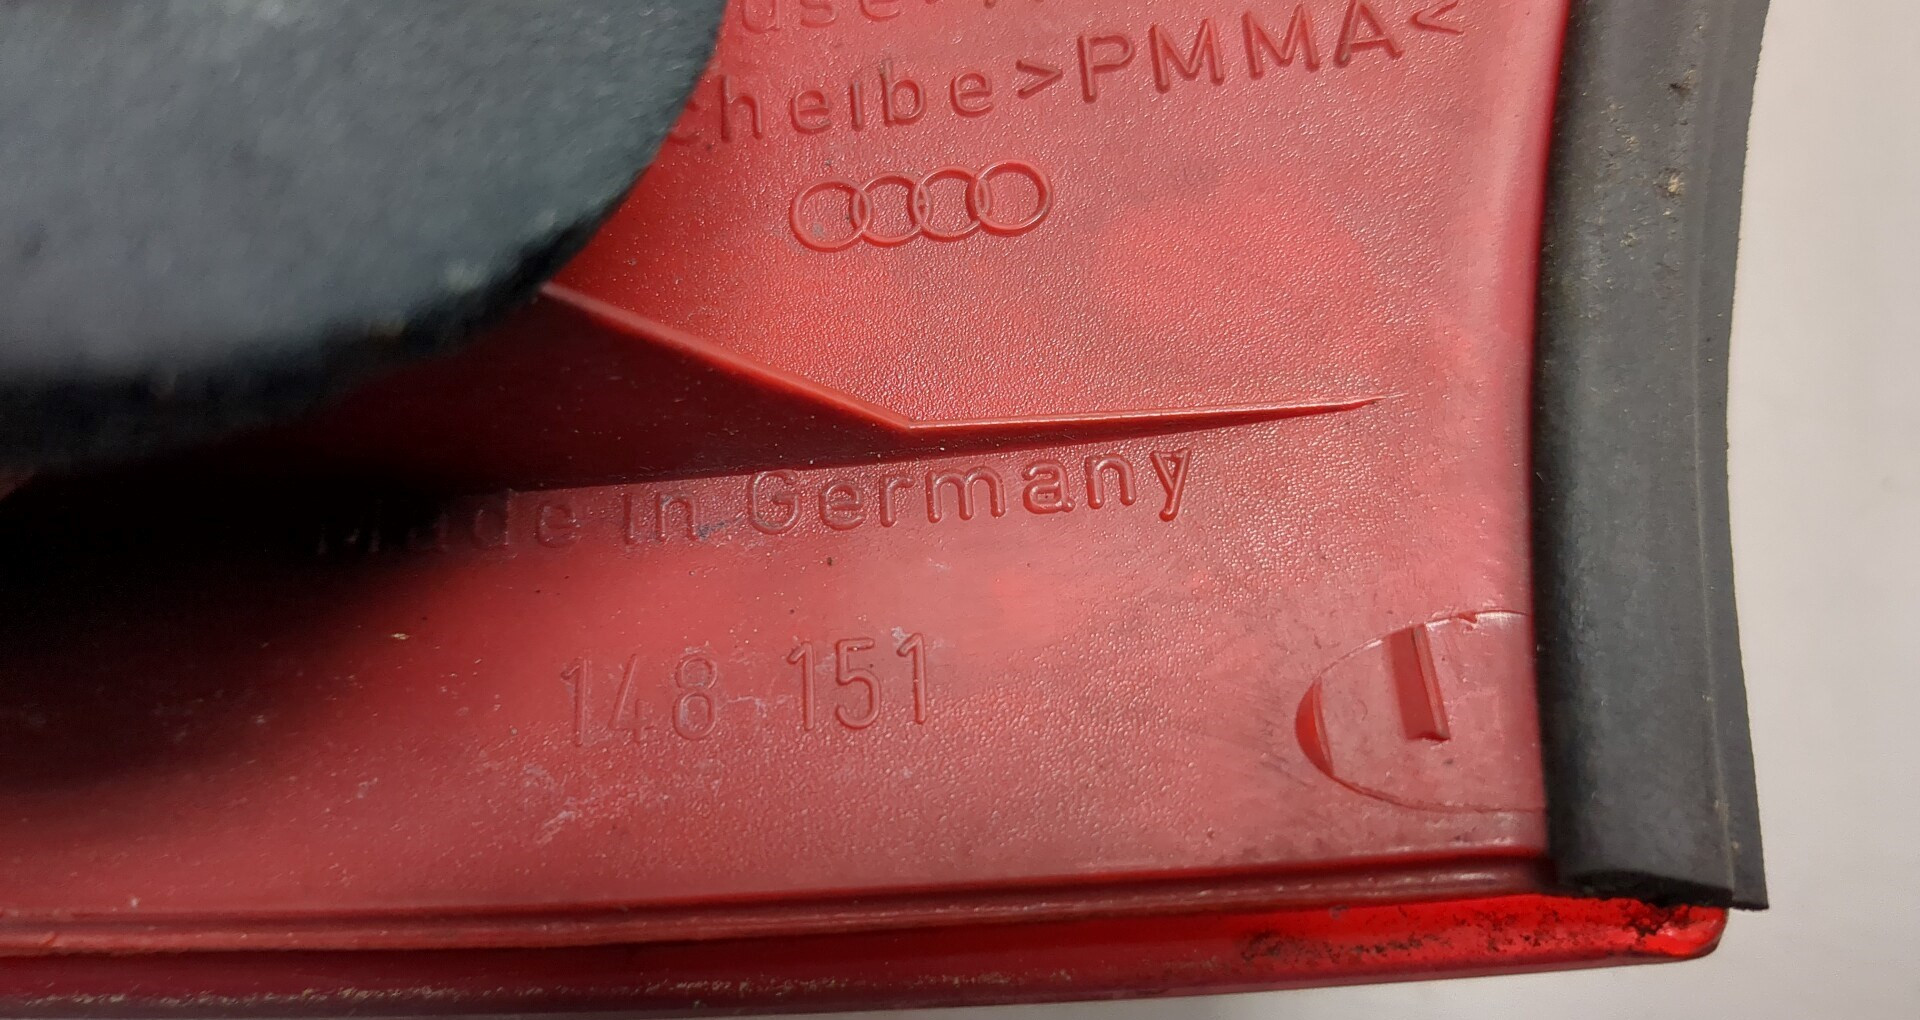 cheibe >PMMA<
Made in Germany
148 151